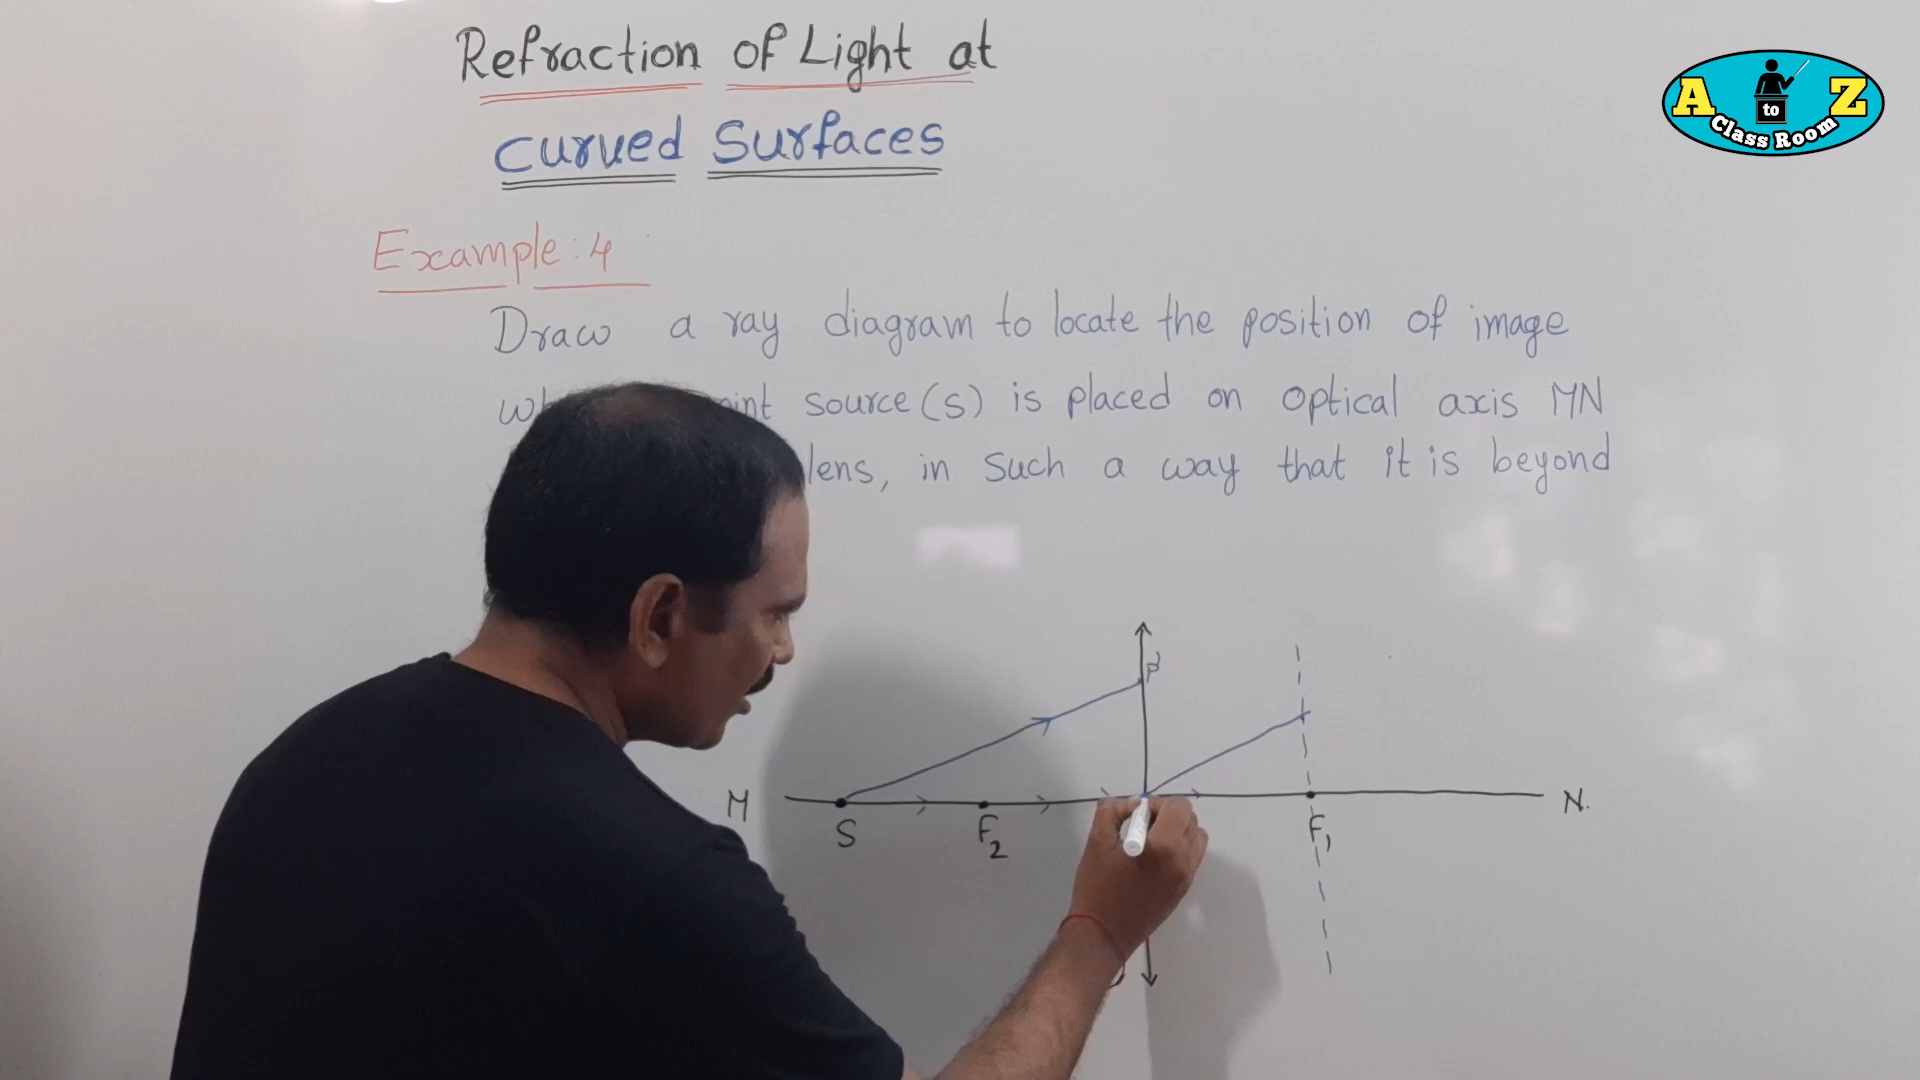 Refraction of Light at
curved Surfaces
A to Z
Class Room
Example: 4
Draw a ray diagram to locate the position of image
source (s) is placed on optical axis MN
lens, in such a way that it is beyond
P
M
N.
S
F2
F1